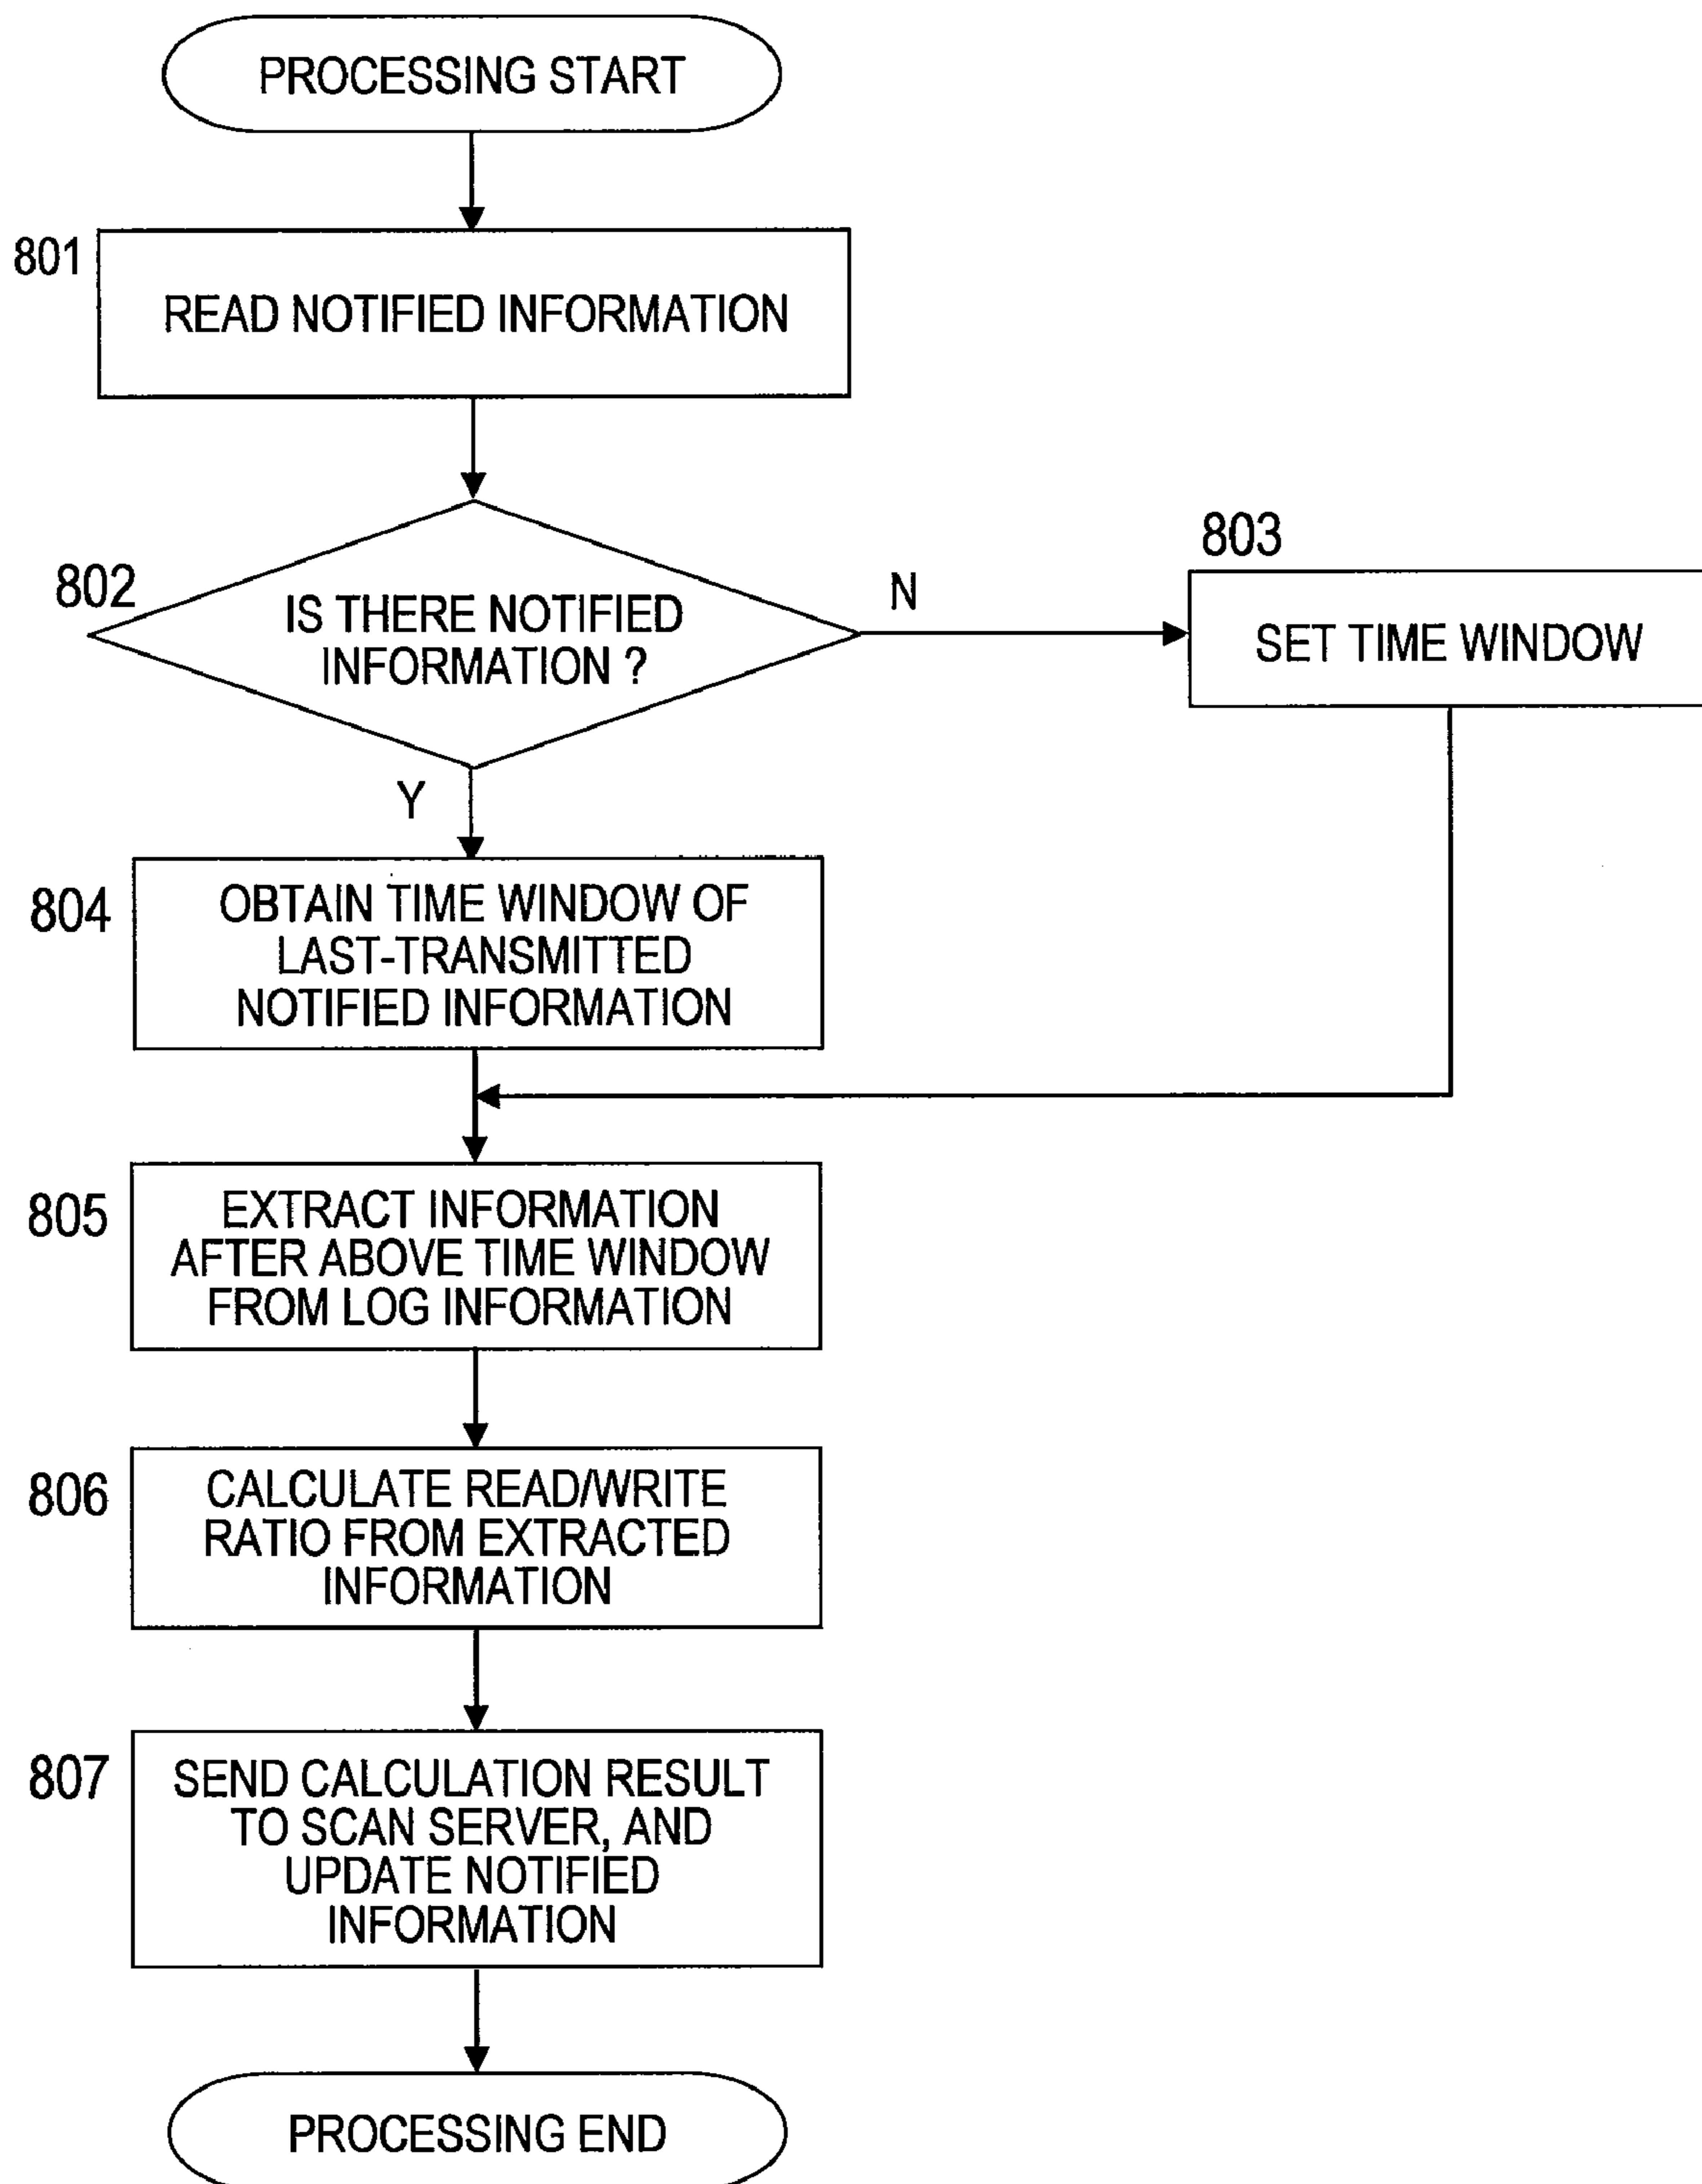 PROCESSING START
801
READ NOTIFIED INFORMATION
802
IS THERE NOTIFIED
INFORMATION ?
N
803
SET TIME WINDOW
Y
804
OBTAIN TIME WINDOW OF
LAST-TRANSMITTED
NOTIFIED INFORMATION
805
EXTRACT INFORMATION
AFTER ABOVE TIME WINDOW
FROM LOG INFORMATION
806
CALCULATE READ/WRITE
RATIO FROM EXTRACTED
INFORMATION
807
SEND CALCULATION RESULT
TO SCAN SERVER, AND
UPDATE NOTIFIED
INFORMATION
PROCESSING END